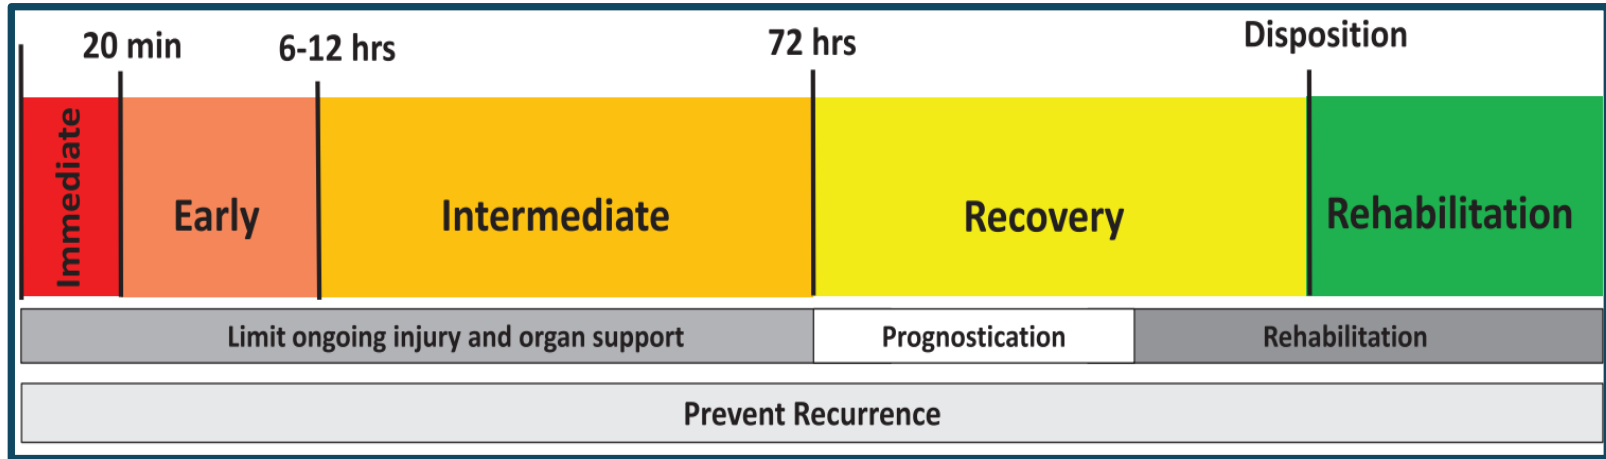 20 min
6-12 hrs
72 hrs
Disposition
Immediate
Early
Intermediate
Recovery
Rehabilitation
Limit ongoing injury and organ support
Prognostication
Rehabilitation
Prevent Recurrence